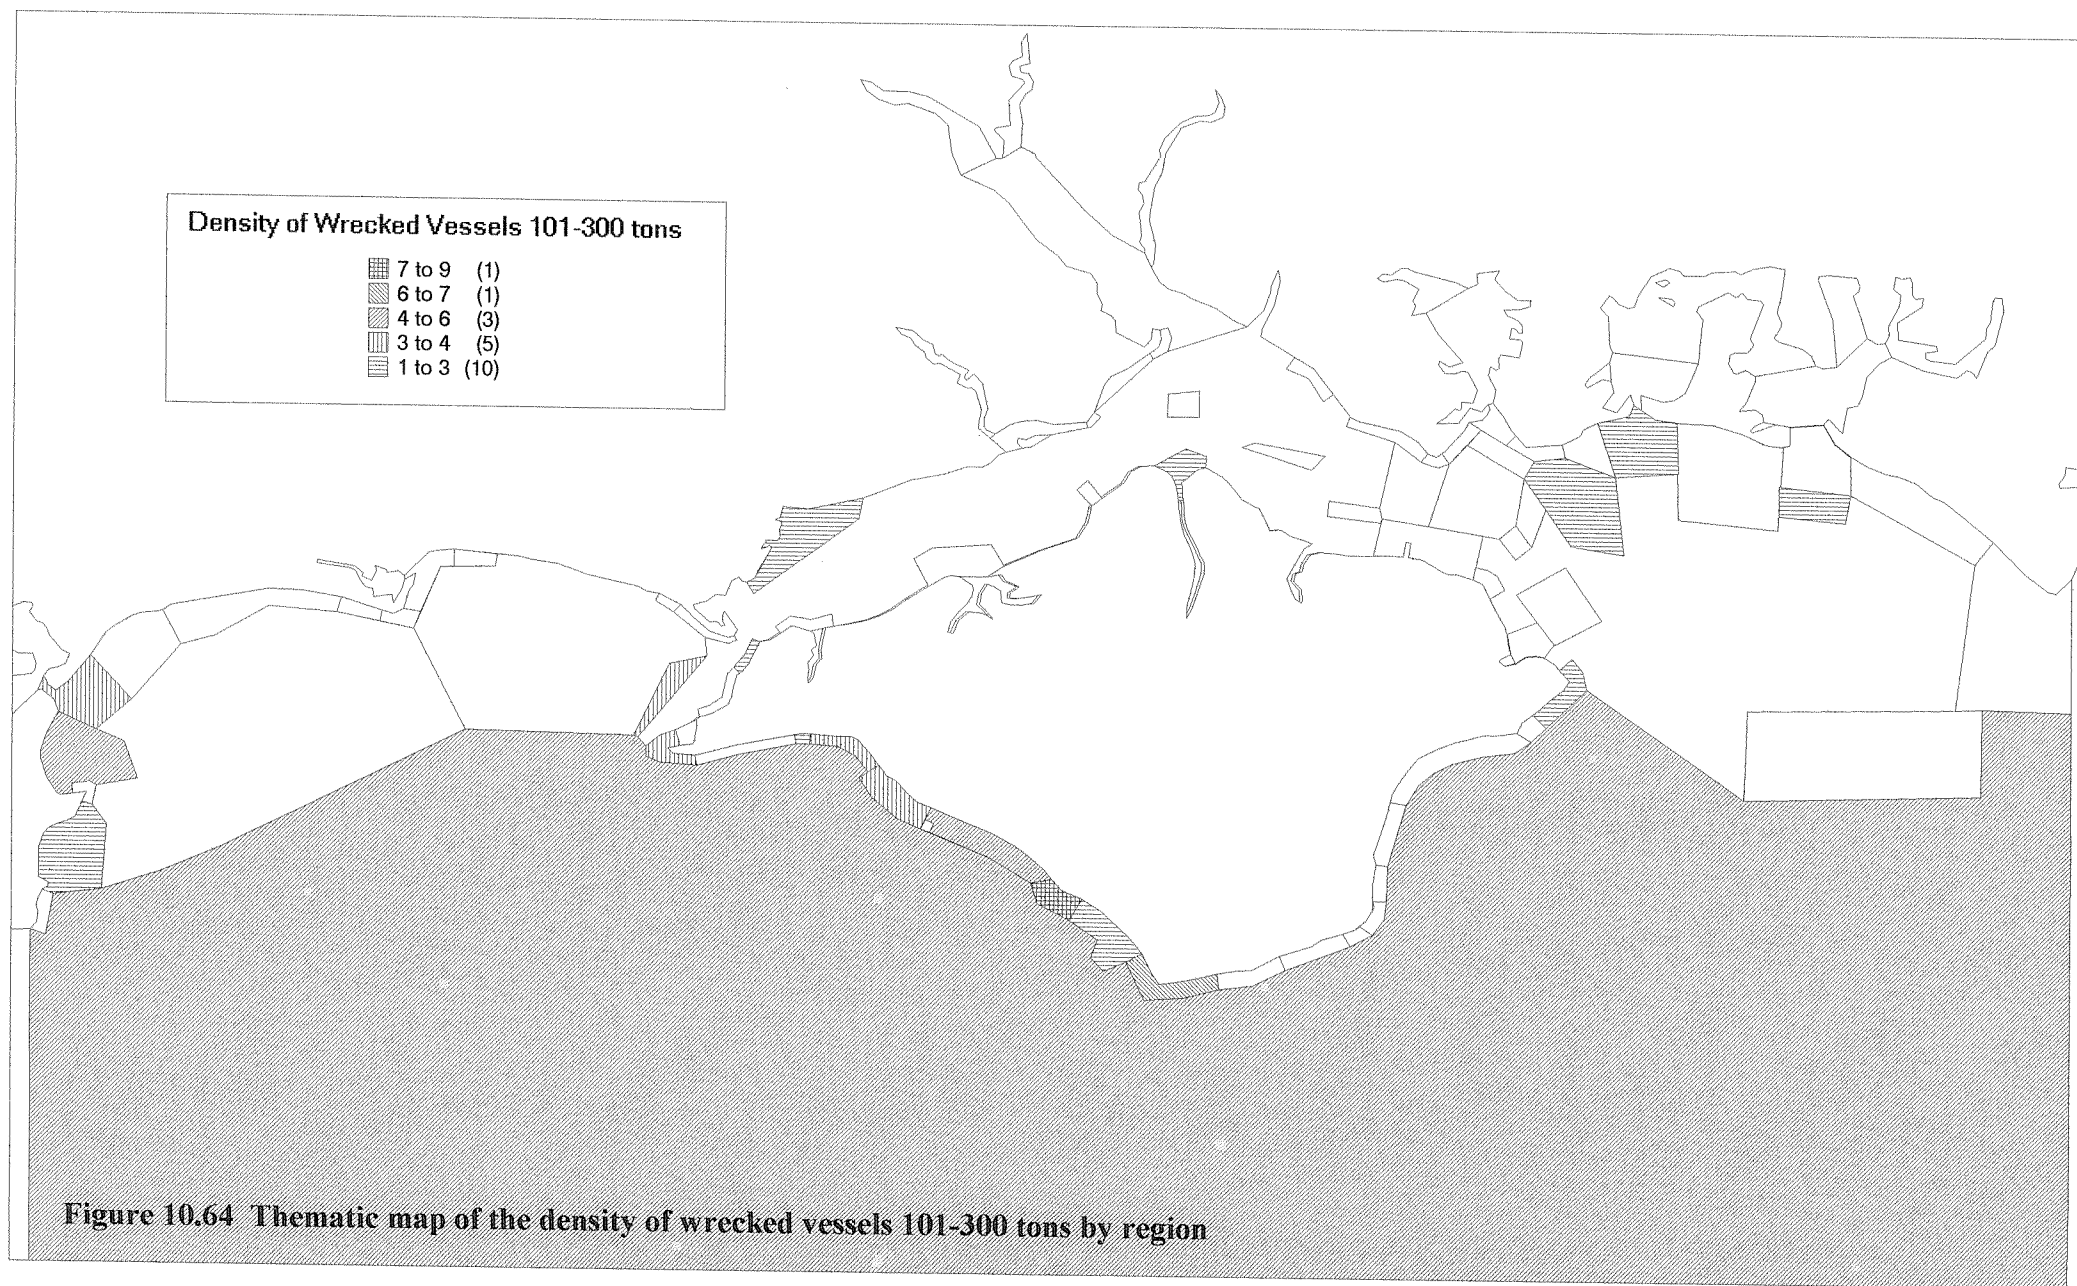 Density of Wrecked Vessels 101-300 tons
7 to 9 (1)
6 to 7 (1)
4 to 6 (3)
3 to 4 (5)
1 to 3 (10)
Figure 10.64 Thematic map of the density of wrecked vessels 101-300 tons by region